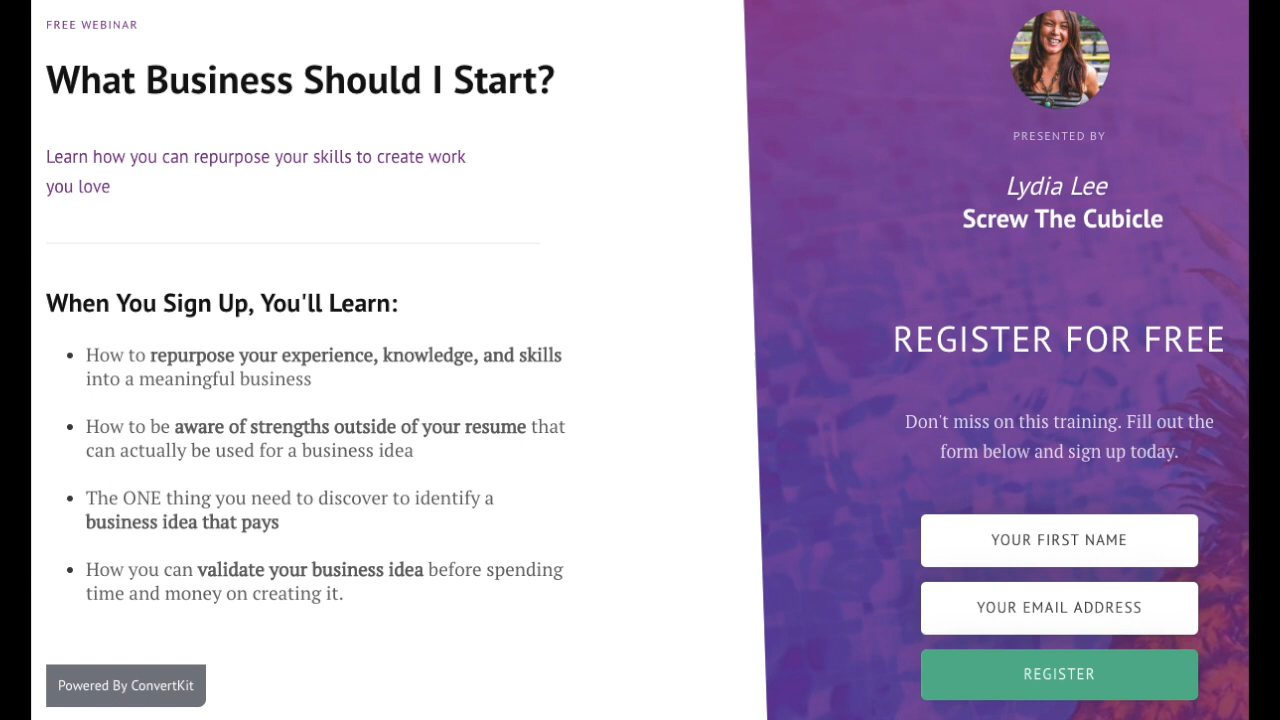 FREE WEBINAR
What Business Should I Start?
Learn how you can repurpose your skills to create work
you love
When You Sign Up, You'll Learn:
• How to repurpose your experience, knowledge, and skills
into a meaningful business
• How to be aware of strengths outside of your resume that
can actually be used for a business idea
• The ONE thing you need to discover to identify a
business idea that pays
• How you can validate your business idea before spending
time and money on creating it.
Powered By ConvertKit
PRESENTED BY
Lydia Lee
Screw The Cubicle
REGISTER FOR FREE
Don't miss on this training. Fill out the
form below and sign up today.
YOUR FIRST NAME
YOUR EMAIL ADDRESS
REGISTER